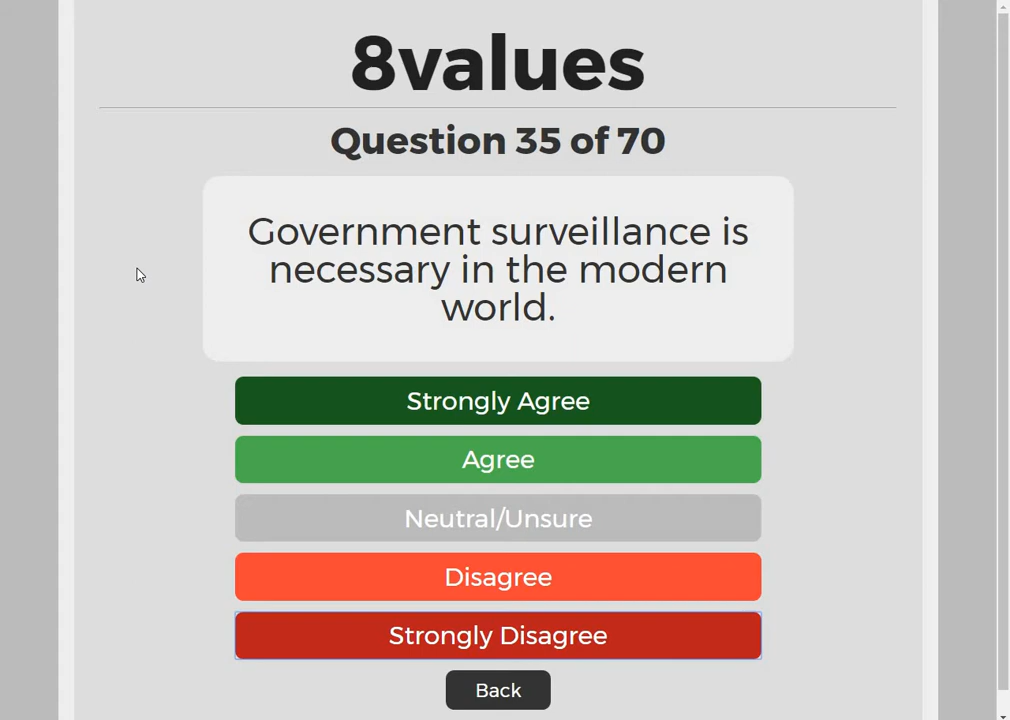 8values
Question 35 of 70
Government surveillance is
necessary in the modern
world.
Strongly Agree
Agree
Neutral/Unsure
Disagree
Strongly Disagree
Back